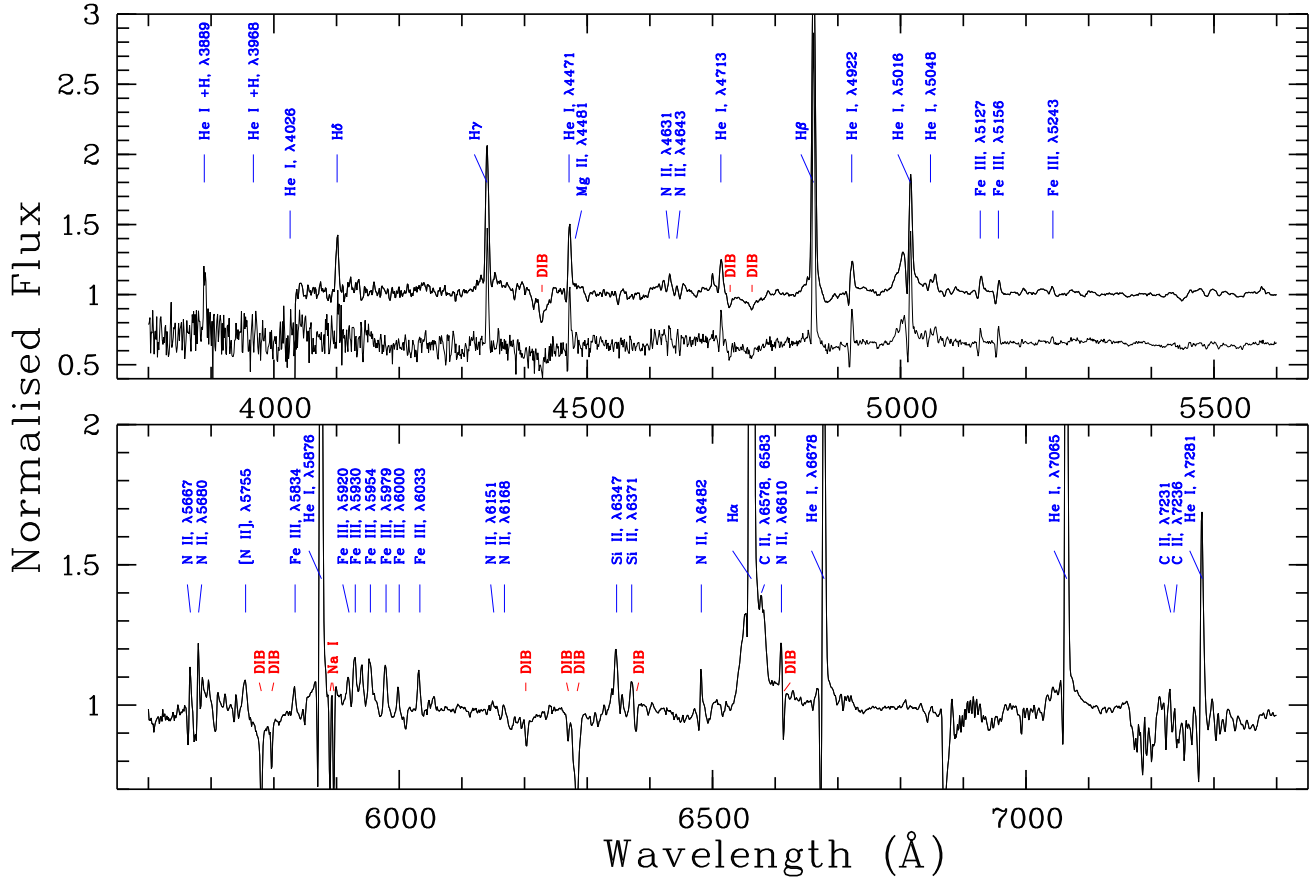 Normalised Flux
3
2.5
2
1.5
1
0.5
He I +H, λ3889
He I +H, λ3968
He I, λ4026
Hδ
Hγ
He I, λ4471
Mg II, λ4481
N II, λ4631
N II, λ4643
He I, λ4713
Hβ
He I, λ4922
He I, λ5016
He I, λ5048
Fe III, λ5127
Fe III, λ5156
Fe III, λ5243
DIB
DIB
DIB
4000
4500
5000
5500
2
1.5
1
N II, λ5667
N II, λ5680
[N II], λ5755
Fe III, λ5834
He I, λ5876
Fe III, λ5920
Fe III, λ5930
Fe III, λ5954
Fe III, λ5979
Fe III, λ6000
Fe III, λ6033
N II, λ6151
N II, λ6168
Si II, λ6347
Si II, λ6371
N II, λ6482
Hα
C II, λ6578, 6583
N II, λ6610
He I, λ6678
He I, λ7065
C II, λ7231
C II, λ7236
He I, λ7281
DIB
DIB
Na I
DIB
DIB
DIB
DIB
DIB
6000
6500
7000
Wavelength (Å)